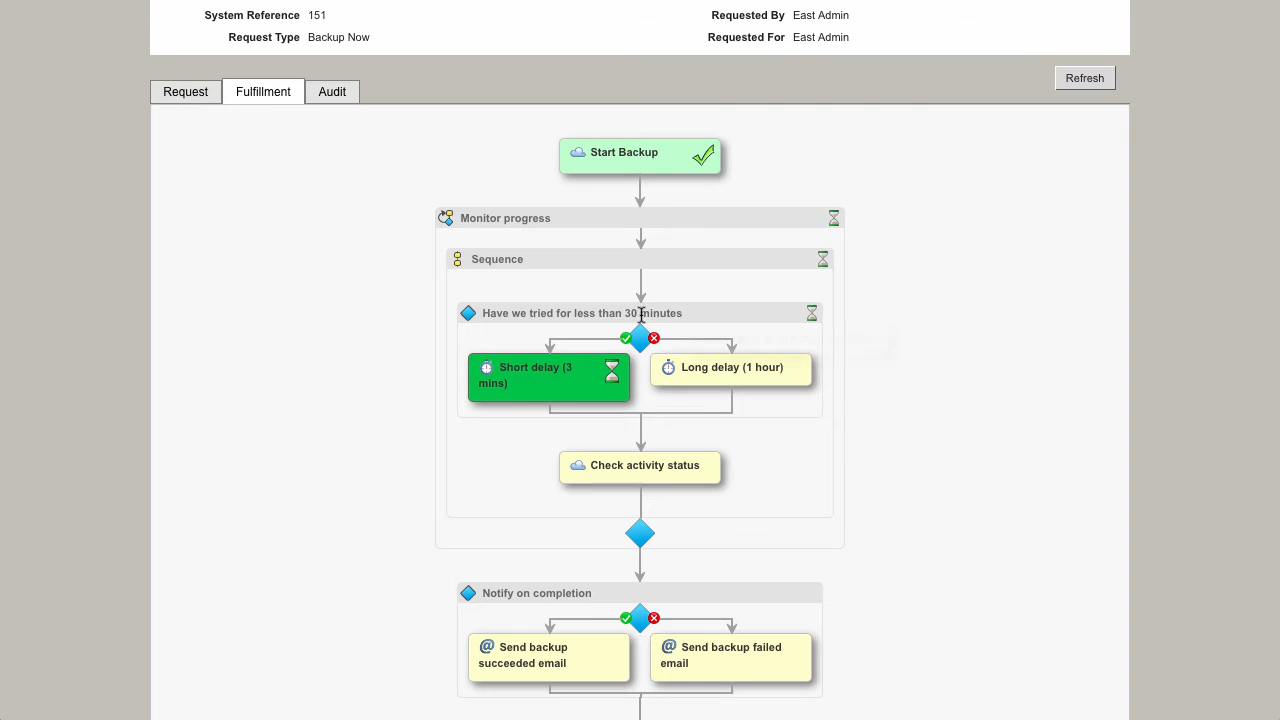 System Reference 151
Requested By East Admin
Request Type Backup Now
Requested For East Admin
Refresh
Request Fulfillment Audit
Start Backup
Monitor progress
Sequence
Have we tried for less than 30 minutes
Short delay (3
mins)
Long delay (1 hour)
Check activity status
Notify on completion
@ Send backup
succeeded email
@ Send backup failed
email